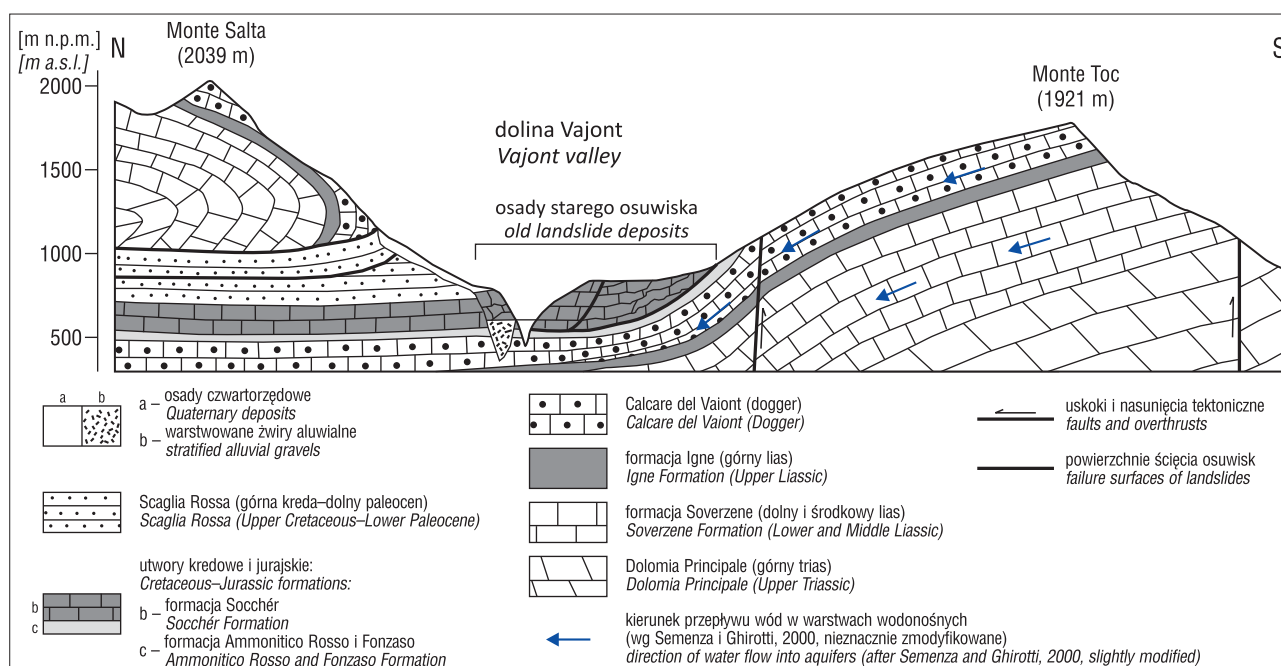 Monte Salta
(2039 m)
[m n.p.m.]
[m a.s.l.]
N
S
Monte Toc
(1921 m)
2000
1500
1000
500
dolina Vajont
Vajont valley
osady starego osuwiska
old landslide deposits
a b
a – osady czwartorzędowe
Quaternary deposits
b – warstwowane żwiry aluwialne
stratified alluvial gravels
Scaglia Rossa (górna kreda–dolny paleocen)
Scaglia Rossa (Upper Cretaceous–Lower Paleocene)
utwory kredowe i jurajskie:
Cretaceous–Jurassic formations:
b
c
b – formacja Socchér
Socchér Formation
c – formacja Ammonitico Rosso i Fonzaso
Ammonitico Rosso and Fonzaso Formation
Calcare del Vaiont (dogger)
Calcare del Vaiont (Dogger)
formacja Igne (górny lias)
Igne Formation (Upper Liassic)
formacja Soverzene (dolny i środkowy lias)
Soverzene Formation (Lower and Middle Liassic)
Dolomia Principale (górny trias)
Dolomia Principale (Upper Triassic)
kierunek przepływu wód w warstwach wodonośnych
(wg Semenza i Ghirotti, 2000, nieznacznie zmodyfikowane)
direction of water flow into aquifers (after Semenza and Ghirotti, 2000, slightly modified)
uskoki i nasunięcia tektoniczne
faults and overthrusts
powierzchnie ścięcia osuwisk
failure surfaces of landslides